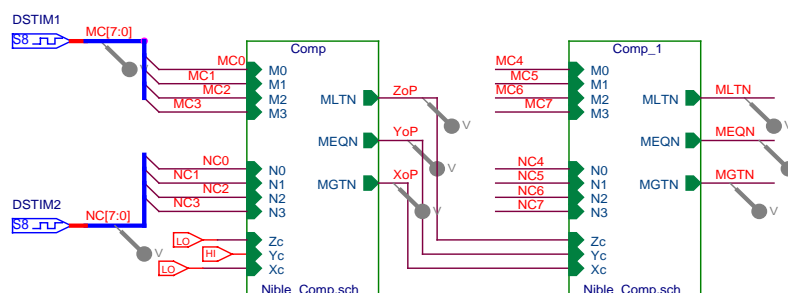 DSTIM1
S8
MC[7:0]
V
Comp
Comp_1
MC0
MC1
MC2
MC3
M0
M1
M2
M3
MLTN
MEQN
MGTN
ZoP
YoP
XoP
V
V
V
MC4
MC5
MC6
MC7
M0
M1
M2
M3
MLTN
MEQN
MGTN
MLTN
MEQN
MGTN
V
V
V
NC0
NC1
NC2
NC3
N0
N1
N2
N3
NC4
NC5
NC6
NC7
N0
N1
N2
N3
DSTIM2
S8
NC[7:0]
V
LO
HI
LO
Zc
Yc
Xc
Zc
Yc
Xc
Nible_Comp.sch
Nible_Comp.sch